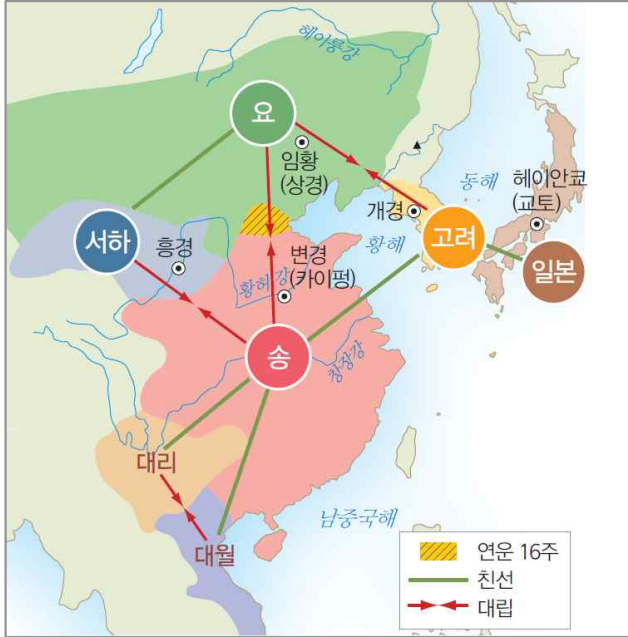 헤이룽강
요
임황
(상경)
동해
헤이안쿄
(교토)
개경
고려
서하
흥경
변경
(카이펑)
황허강
황해
일본
송
창장강
대리
남중국해
대월
연운 16주
친선
대립